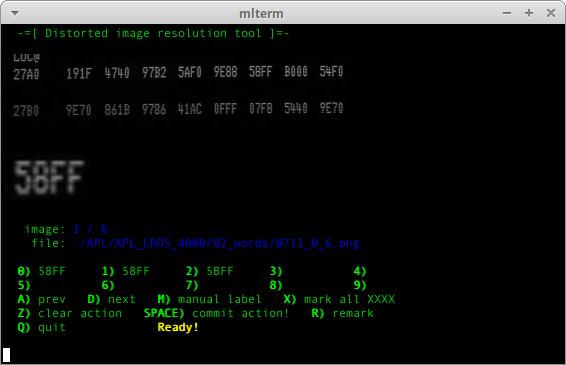 mlterm
-=[ Distorted image resolution tool ]=-
LOC@
27A0 191F 4740 97B2 5AF0 9E88 58FF B000 54F0
27B0 9E70 861B 9786 41AC 0FFF 07F8 5440 9E70
58FF
image: 1 / 6
file: ./APL/APL_LROS_4000/02_words/0711_8_6.png
0) 58FF 1) 58FF 2) 5BFF 3) 4)
5) 6) 7) 8) 9)
A) prev D) next M) manual label X) mark all XXXX
Z) clear action SPACE) commit action! R) remark
Q) quit Ready!